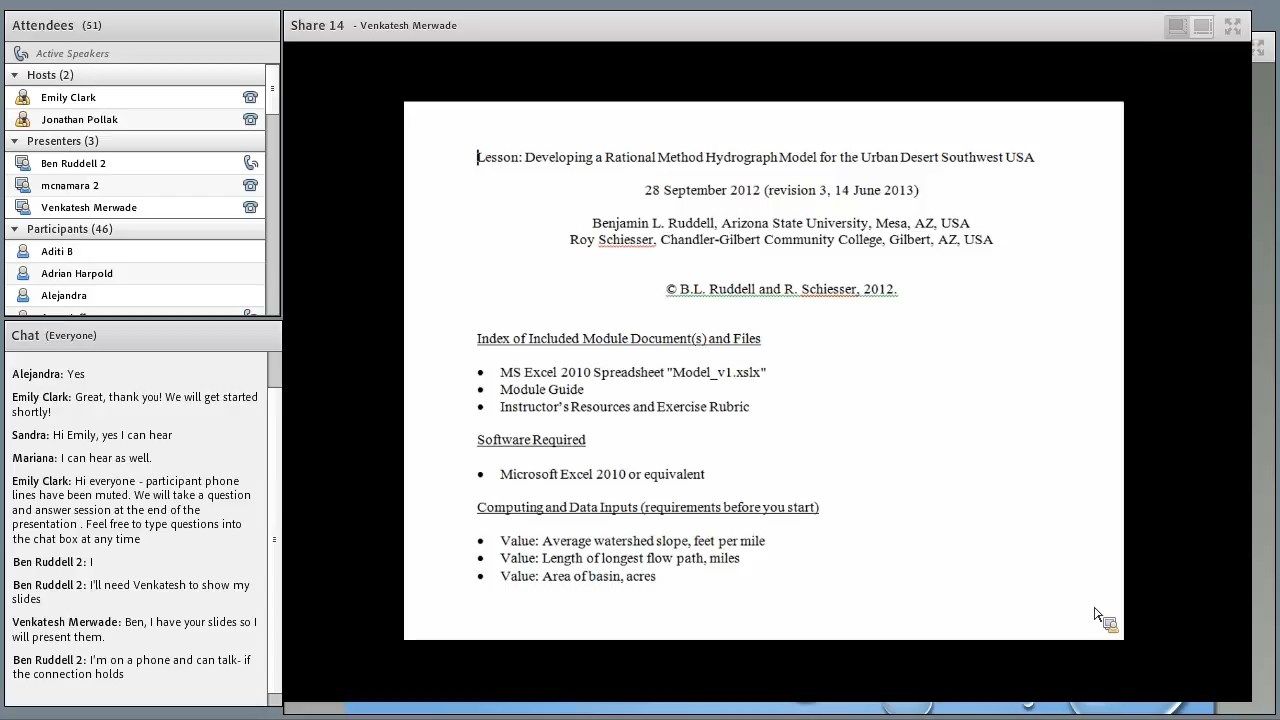 Attendees (51)
Active Speakers
Hosts (2)
Emily Clark
Jonathan Pollak
Presenters (3)
Ben Ruddell 2
mcnamara 2
Venkatesh Merwade
Participants (46)
Aditi B
Adrian Harpold
Alejandra
Chat (Everyone)
Alejandra: Yes
Emily Clark: Great, thank you! We will get started
shortly!
Sandra: Hi Emily, yes I can hear
Mariana: I can hear as well.
Emily Clark: Hi everyone - participant phone
lines have been muted. We will take a question
and answer session at the end of the
presentation . Feel free to type questions into
the chat box at any time
Ben Ruddell 2: I
Ben Ruddell 2: I'll need Venkatesh to show my
slides
Venkatesh Merwade: Ben, I have your slides so I
will present them.
Ben Ruddell 2: I'm on a phone and can talk- if
the connection holds
Share 14 - Venkatesh Merwade
Lesson: Developing a Rational Method Hydrograph Model for the Urban Desert Southwest USA
28 September 2012 (revision 3, 14 June 2013)
Benjamin L. Ruddell, Arizona State University, Mesa, AZ, USA
Roy Schiesser, Chandler-Gilbert Community College, Gilbert, AZ, USA
© B.L. Ruddell and R. Schiesser, 2012.
Index of Included Module Document(s) and Files
• MS Excel 2010 Spreadsheet "Model_v1.xslx"
• Module Guide
• Instructor's Resources and Exercise Rubric
Software Required
• Microsoft Excel 2010 or equivalent
Computing and Data Inputs (requirements before you start)
• Value: Average watershed slope, feet per mile
• Value: Length of longest flow path, miles
• Value: Area of basin, acres